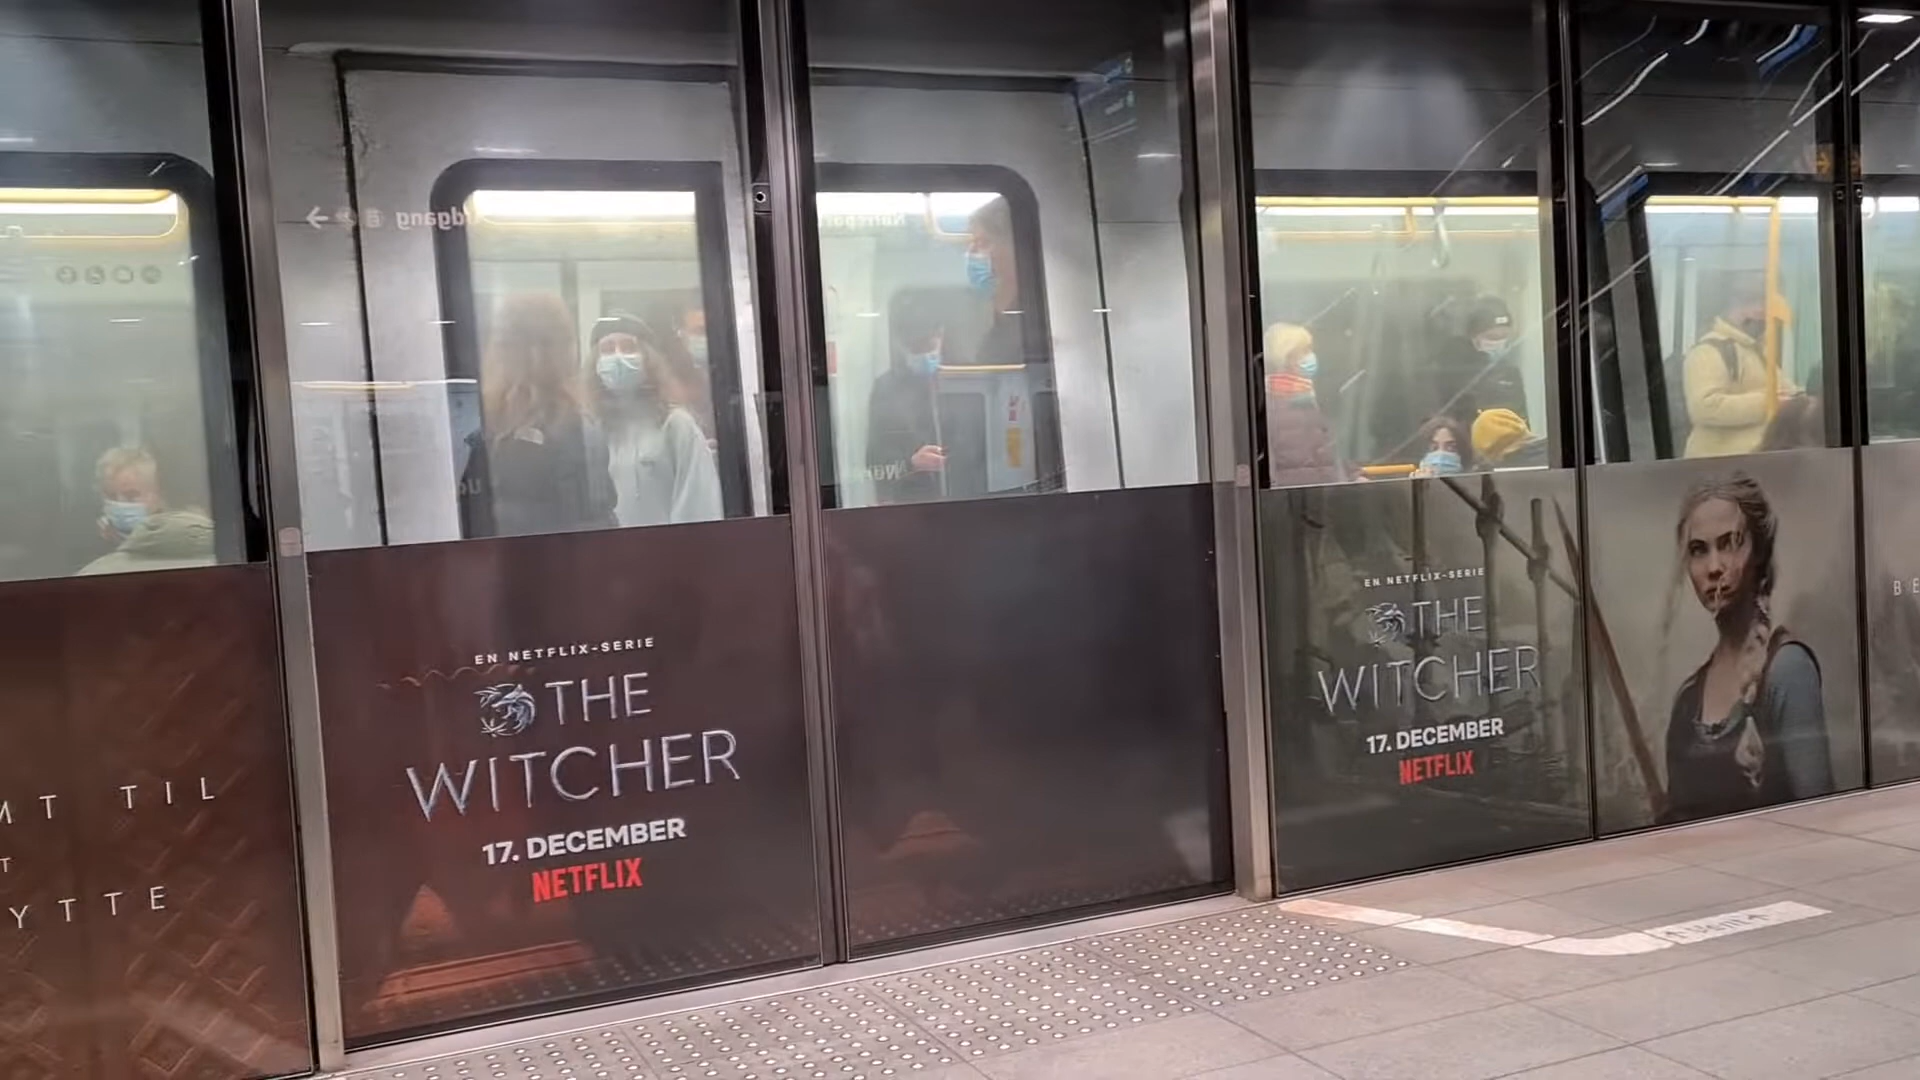 MT TIL
T
YTTE
EN NETFLIX-SERIE
THE
WITCHER
17. DECEMBER
NETFLIX
EN NETFLIX-SERIE
THE
WITCHER
17. DECEMBER
NETFLIX
BE